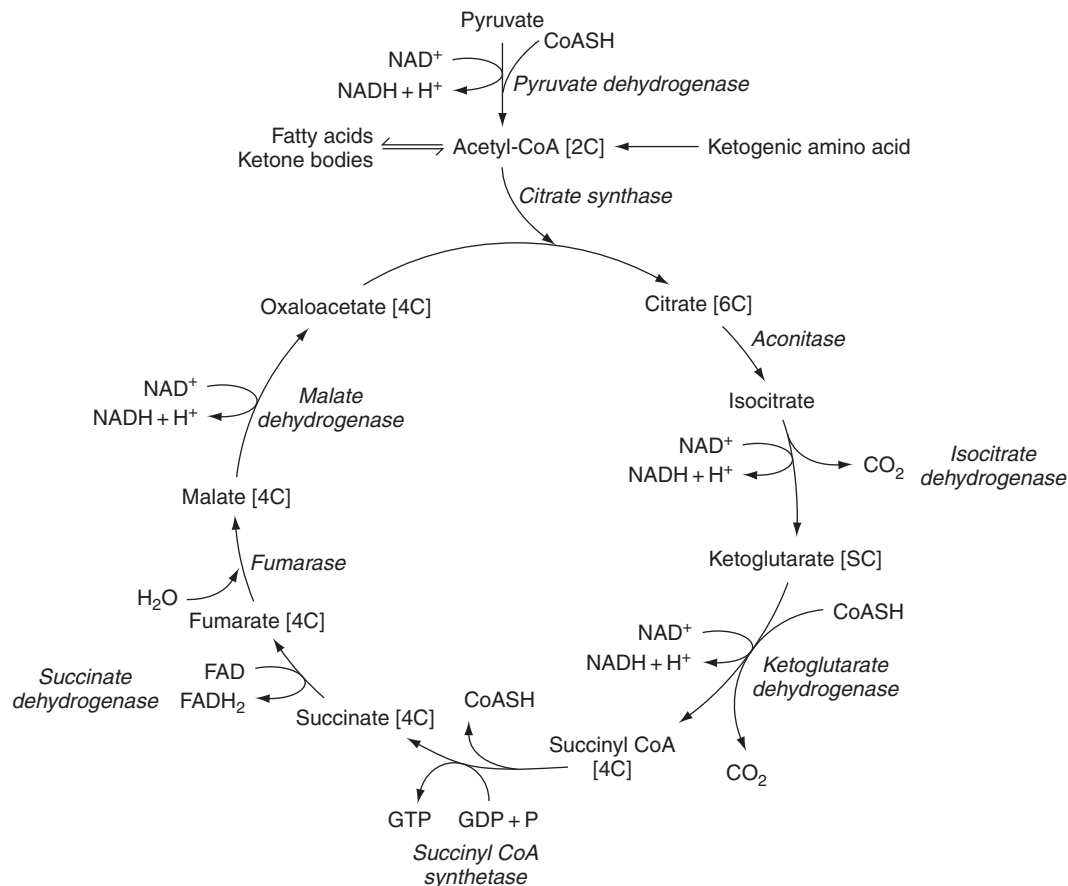 Pyruvate
CoASH
NAD⁺
NADH + H⁺
Pyruvate dehydrogenase
Fatty acids
Ketone bodies
Acetyl-CoA [2C]
Ketogenic amino acid
Citrate synthase
Oxaloacetate [4C]
Citrate [6C]
Aconitase
Isocitrate
NAD⁺
NADH + H⁺
CO₂
Isocitrate
dehydrogenase
Ketoglutarate [SC]
CoASH
NAD⁺
NADH + H⁺
Ketoglutarate
dehydrogenase
CO₂
Succinyl CoA
[4C]
CoASH
GTP
GDP + P
Succinyl CoA
synthetase
Succinate [4C]
FAD
FADH₂
Succinate
dehydrogenase
Fumarate [4C]
H₂O
Fumarase
Malate [4C]
NAD⁺
NADH + H⁺
Malate
dehydrogenase